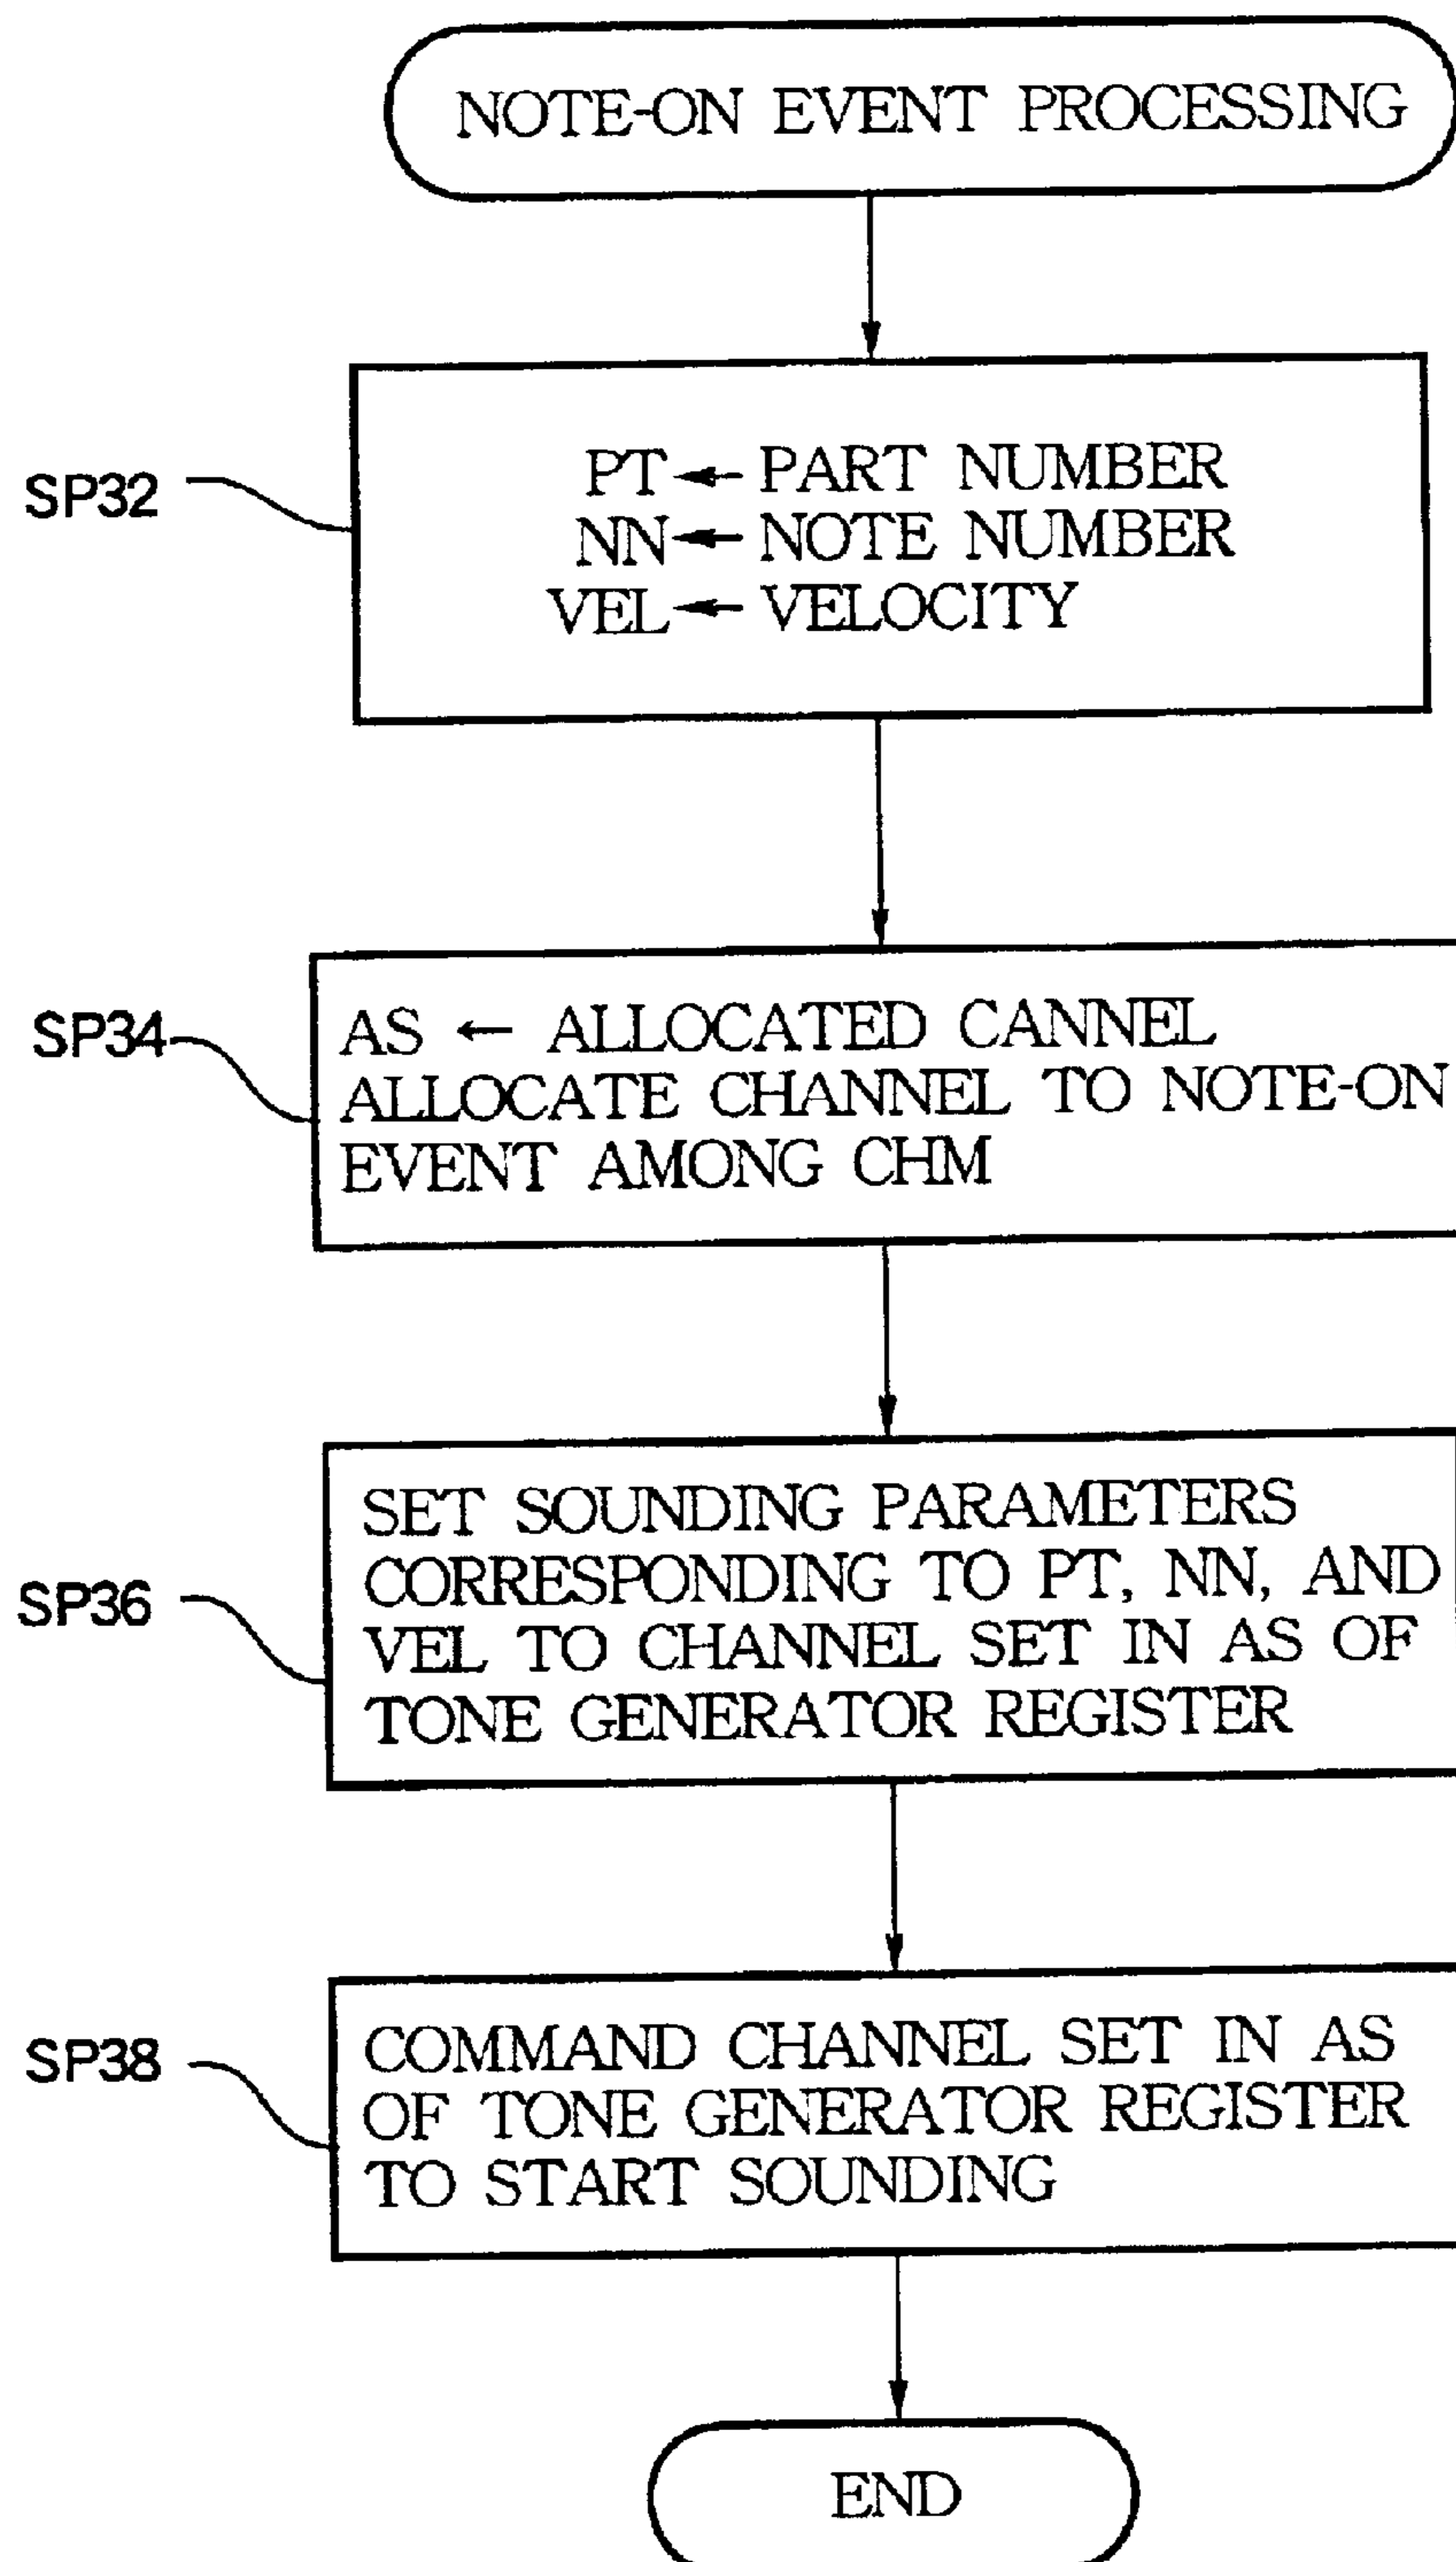 NOTE-ON EVENT PROCESSING
SP32
PT ← PART NUMBER
NN ← NOTE NUMBER
VEL ← VELOCITY
SP34
AS ← ALLOCATED CANNEL
ALLOCATE CHANNEL TO NOTE-ON
EVENT AMONG CHM
SP36
SET SOUNDING PARAMETERS
CORRESPONDING TO PT, NN, AND
VEL TO CHANNEL SET IN AS OF
TONE GENERATOR REGISTER
SP38
COMMAND CHANNEL SET IN AS
OF TONE GENERATOR REGISTER
TO START SOUNDING
END